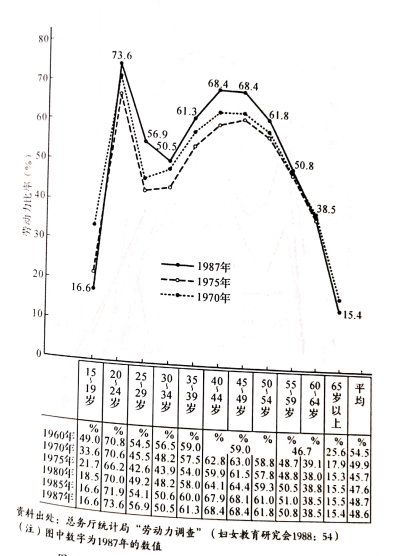 80
70
60
50
40
30
20
10
0
劳动力比率(%)
73.6
68.4 68.4
61.3 61.8
56.9
50.5 50.8
38.5
16.6 15.4
1987年
1975年
1970年
15~19岁 20~24岁 25~29岁 30~34岁 35~39岁 40~44岁 45~49岁 50~54岁 55~59岁 60~64岁 65岁以上 平均
% % % % % % % % % %
1960年 49.0 70.8 54.5 56.5 59.0 59.0 46.7 25.6 54.5
1970年 33.6 70.6 45.5 48.2 57.5 62.8 63.0 58.8 48.7 39.1 17.9 49.9
1975年 21.7 66.2 42.6 43.9 54.0 59.9 61.5 57.8 48.8 38.0 15.3 45.7
1980年 18.5 70.0 49.2 48.2 58.0 64.1 64.4 59.3 50.5 38.8 15.5 47.6
1985年 16.6 71.9 54.1 50.6 60.0 67.9 68.1 61.0 51.0 38.5 15.5 48.7
1987年 16.6 73.6 56.9 50.5 61.3 68.4 68.4 61.8 50.8 38.5 15.4 48.6
资料出处:总务厅统计局“劳动力调查”(妇女教育研究会1988;54)
(注)图中数字为1987年的数值